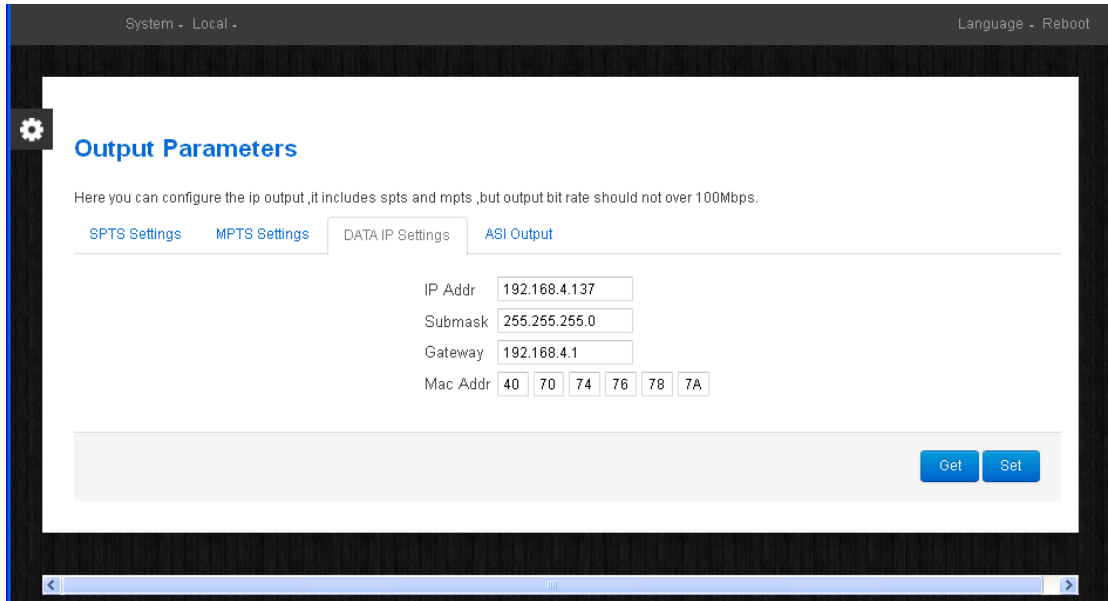 System Local Language Reboot
Output Parameters
Here you can configure the ip output ,it includes spts and mpts ,but output bit rate should not over 100Mbps.
SPTS Settings MPTS Settings DATA IP Settings ASI Output
IP Addr 192.168.4.137
Submask 255.255.255.0
Gateway 192.168.4.1
Mac Addr 40 70 74 76 78 7A
Get Set